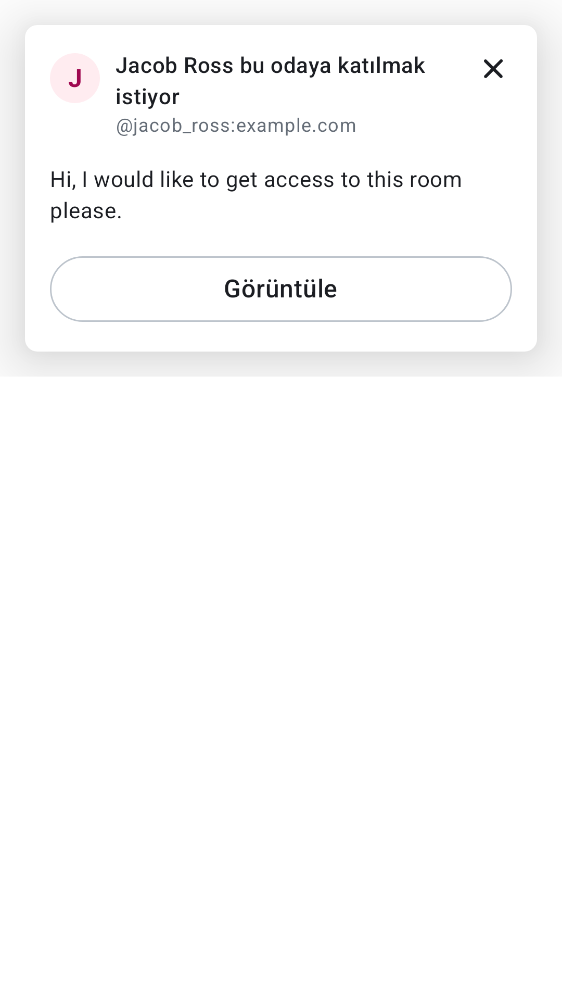 J
Jacob Ross bu odaya katılmak
istiyor
@jacob_ross:example.com
Hi, I would like to get access to this room
please.
Görüntüle